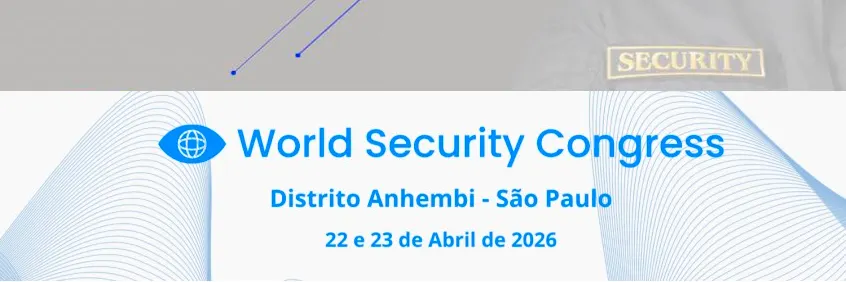 SECURITY
World Security Congress
Distrito Anhembi - São Paulo
22 e 23 de Abril de 2026